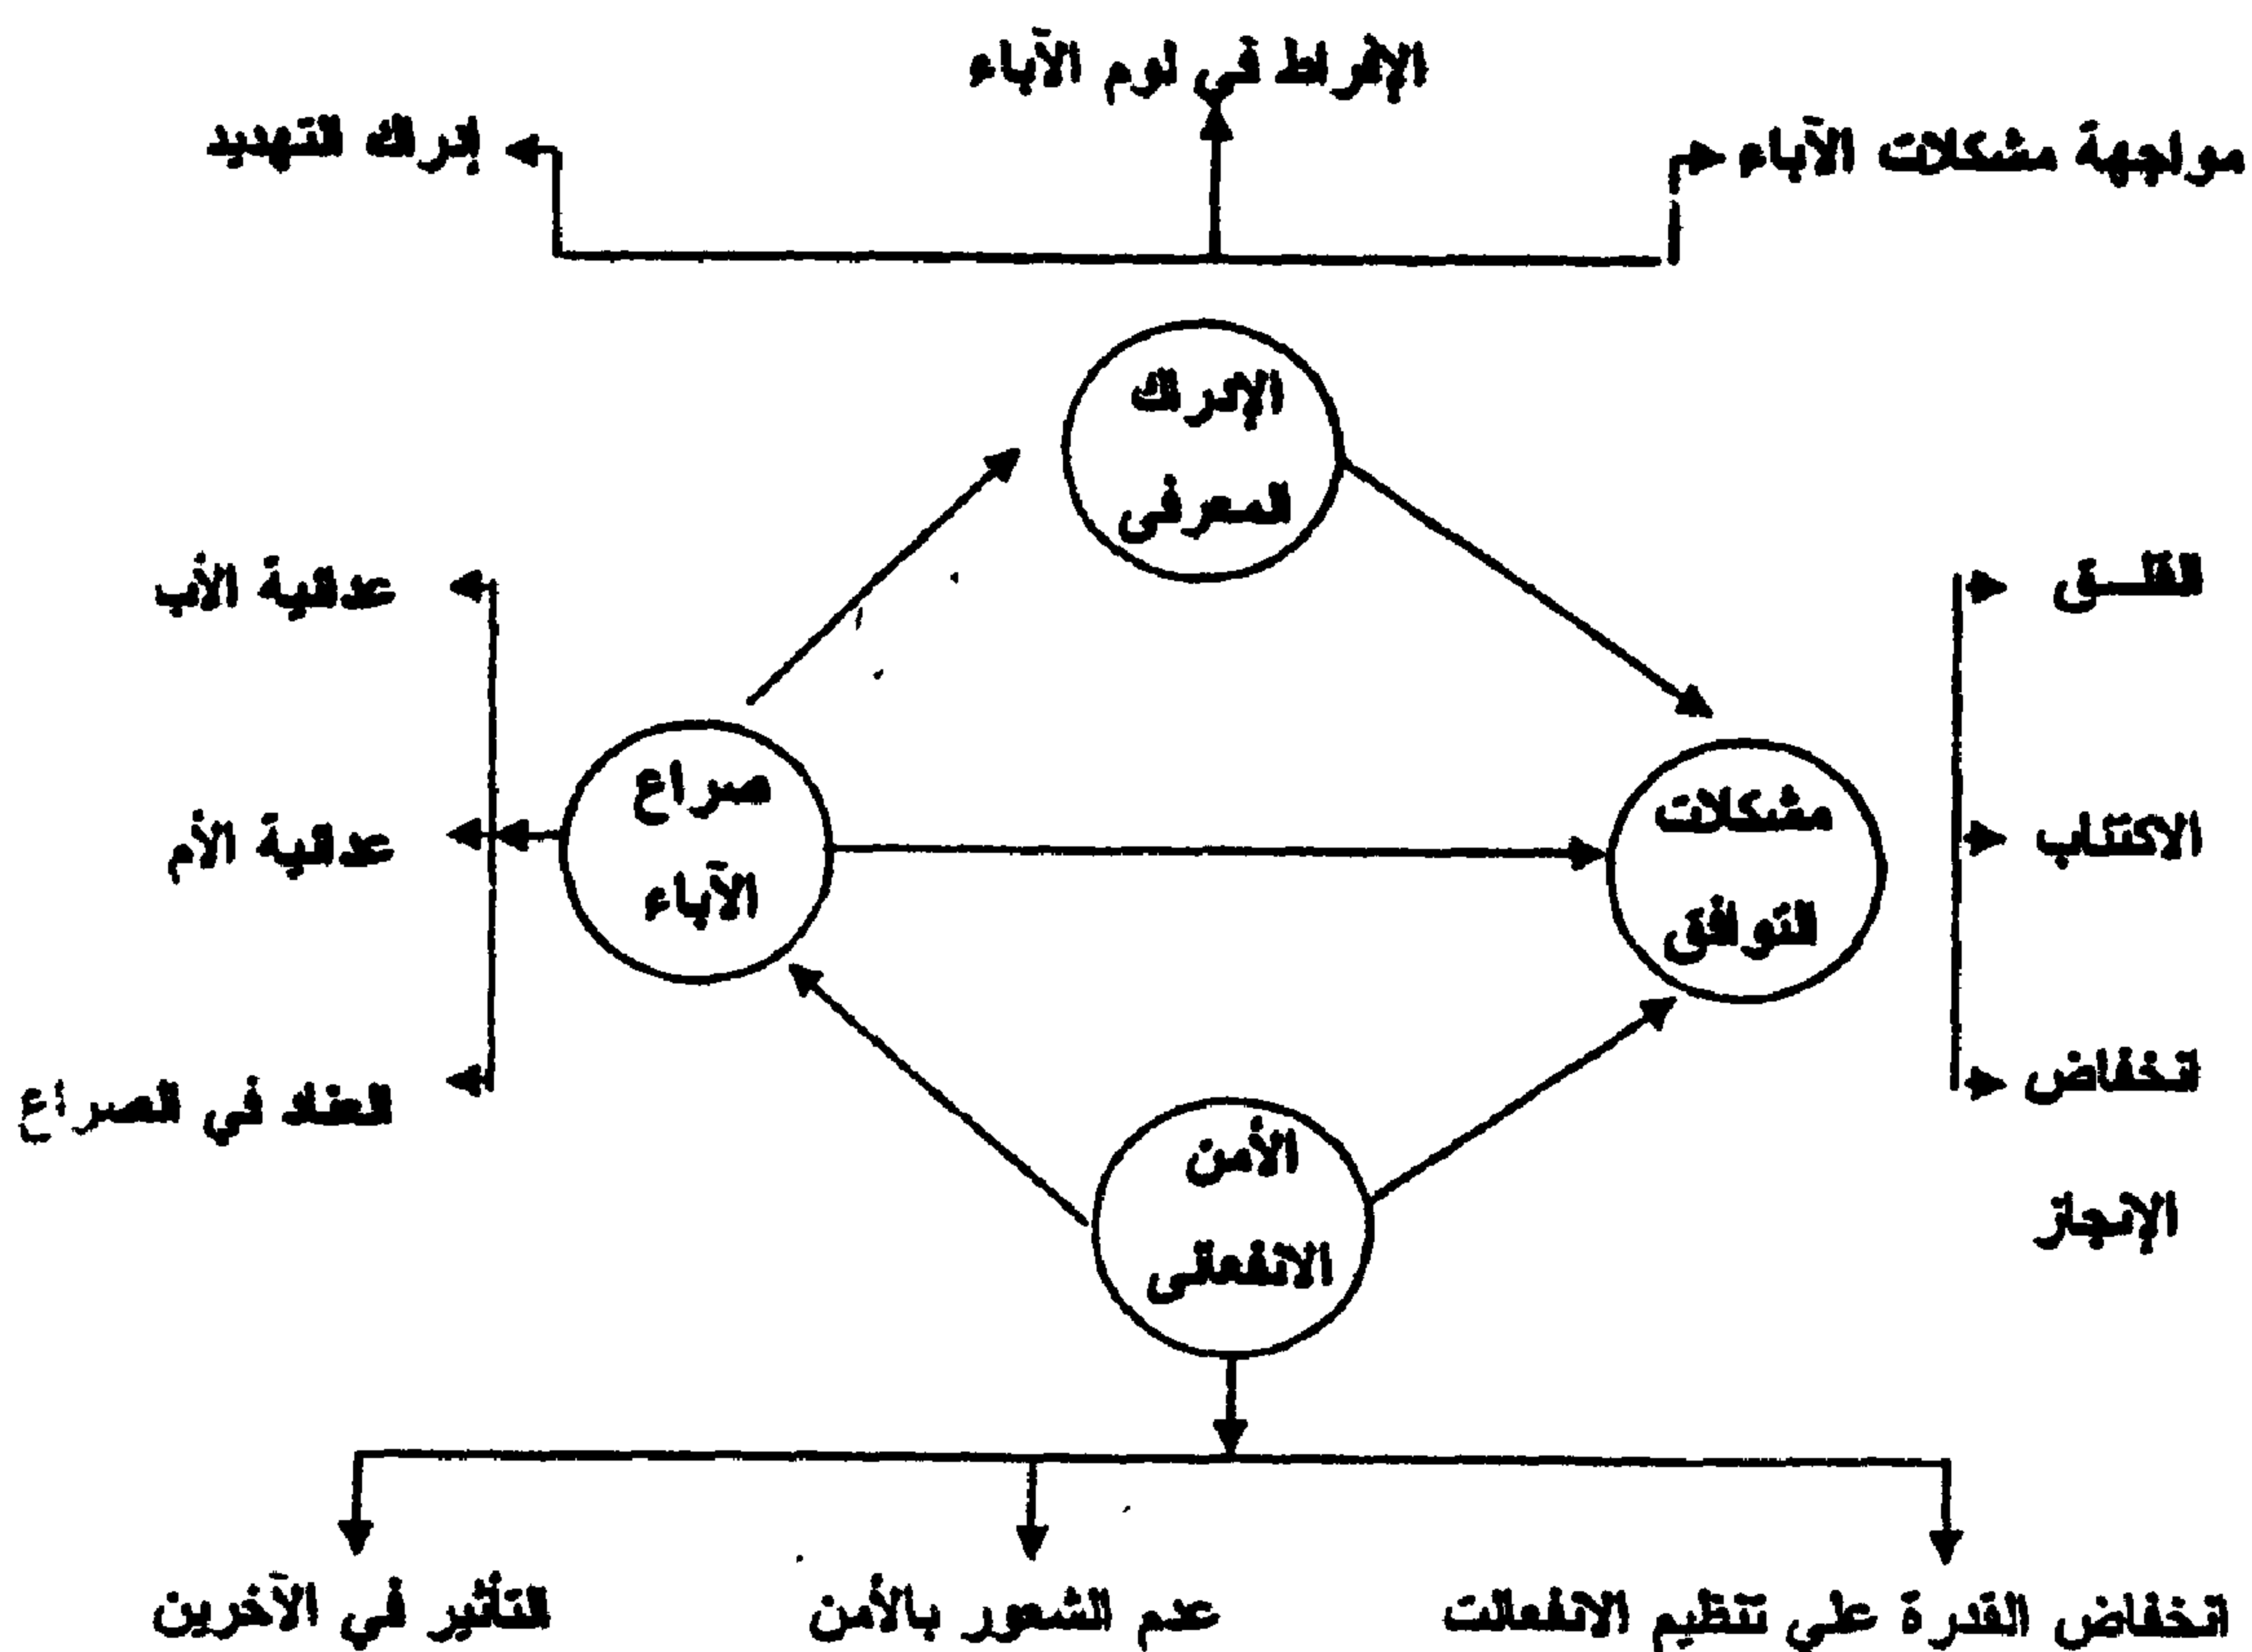 الإفراط في لوم الآباء
مواجهة مشكلات الآباء
إدراك التهديد
الإدراك
المعرفى
القلــق
عدائية الأب
صراع
الآباء
مشكلات
التوافق
الاكتئاب
عدائية الأم
انخفاض
الإنجاز
العناد في الصراع
الأمن
الانفعالى
انخفاض القدرة على تنظيم الانفعالات
عدم الشعور بالأمن
التأثير في الآخرين